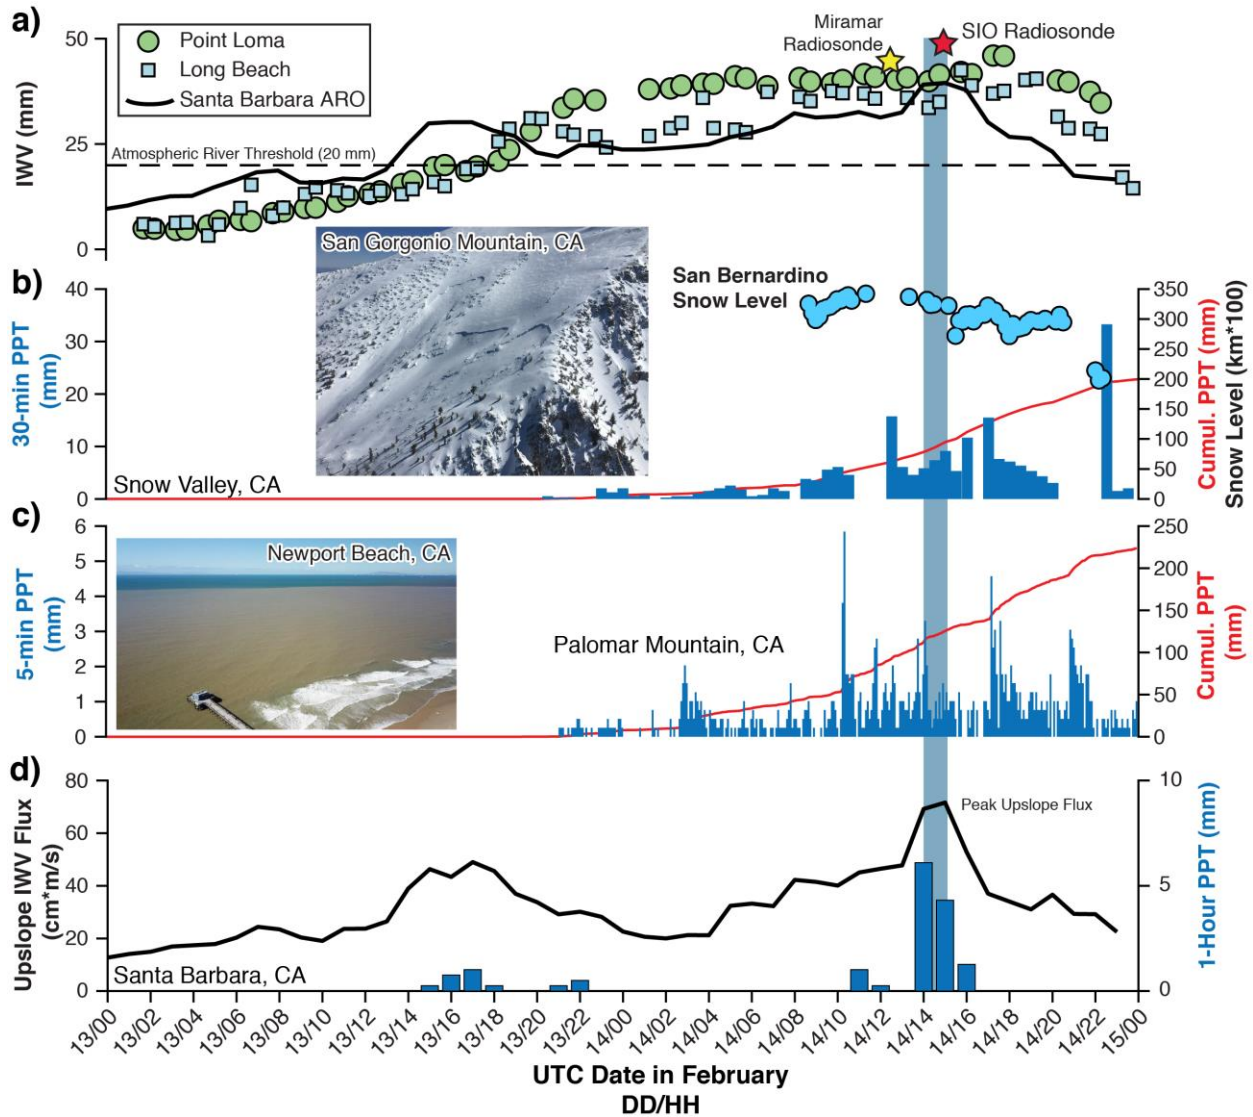 a)
50
25
0
IWV (mm)
Point Loma
Long Beach
Santa Barbara ARO
Atmospheric River Threshold (20 mm)
Miramar
Radiosonde
SIO Radiosonde
b)
40
30
20
10
0
30-min PPT
(mm)
San Gorgonio Mountain, CA
San Bernardino
Snow Level
Snow Valley, CA
350
300
250
200
150
100
50
0
Cumul. PPT (mm)
Snow Level (km*100)
c)
6
5
4
3
2
1
0
5-min PPT
(mm)
Newport Beach, CA
Palomar Mountain, CA
250
200
150
100
50
0
Cumul. PPT
(mm)
d)
80
60
40
20
0
Upslope IWV Flux
(cm*m/s)
Peak Upslope Flux
Santa Barbara, CA
10
5
0
1-Hour PPT (mm)
13/00 13/02 13/04 13/06 13/08 13/10 13/12 13/14 13/16 13/18 13/20 13/22 14/00 14/02 14/04 14/06 14/08 14/10 14/12 14/14 14/16 14/18 14/20 14/22 15/00
UTC Date in February
DD/HH